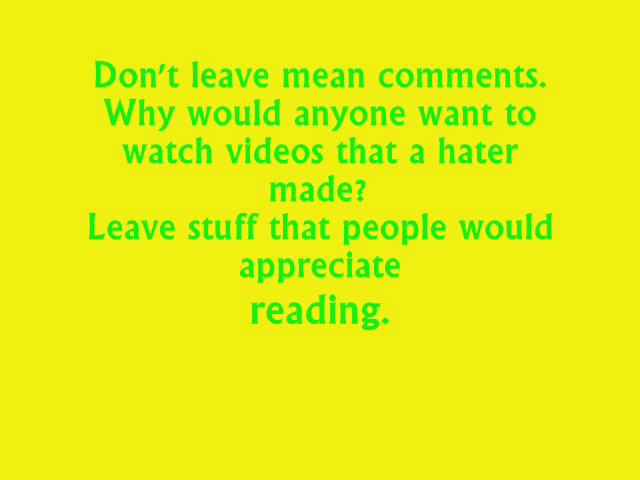 Don't leave mean comments.
Why would anyone want to
watch videos that a hater
made?
Leave stuff that people would
appreciate
reading.